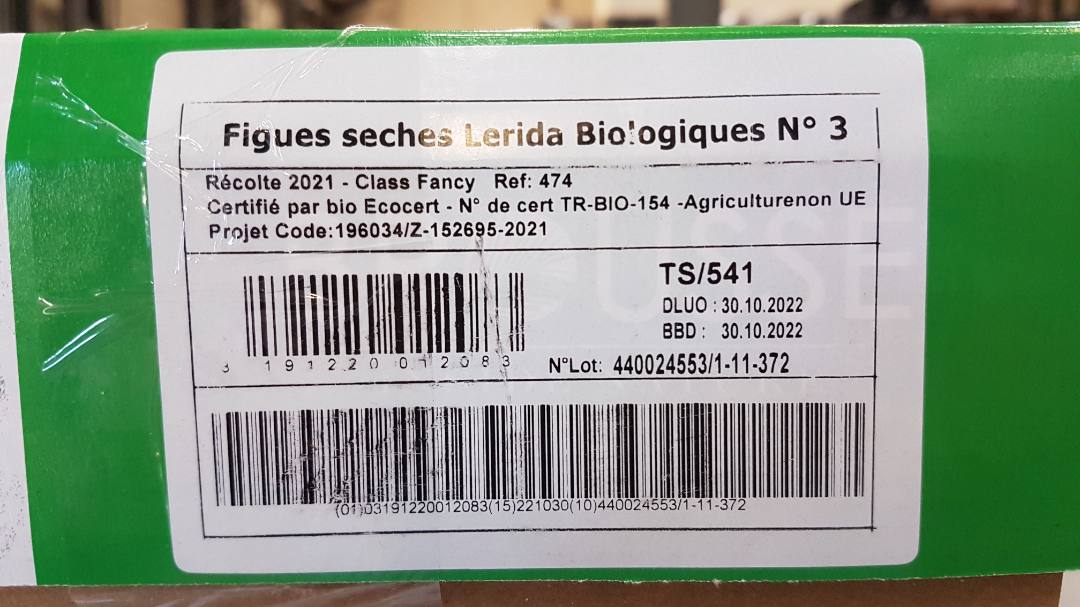 Figues seches Lerida Biologiques N° 3
Récolte 2021 - Class Fancy Ref: 474
Certifié par bio Ecocert - N° de cert TR-BIO-154 -Agriculturenon UE
Projet Code:196034/Z-152695-2021
TS/541
DLUO : 30.10.2022
BBD : 30.10.2022
3 191220 012083
N°Lot: 440024553/1-11-372
(01)03191220012083(15)221030(10)440024553/1-11-372